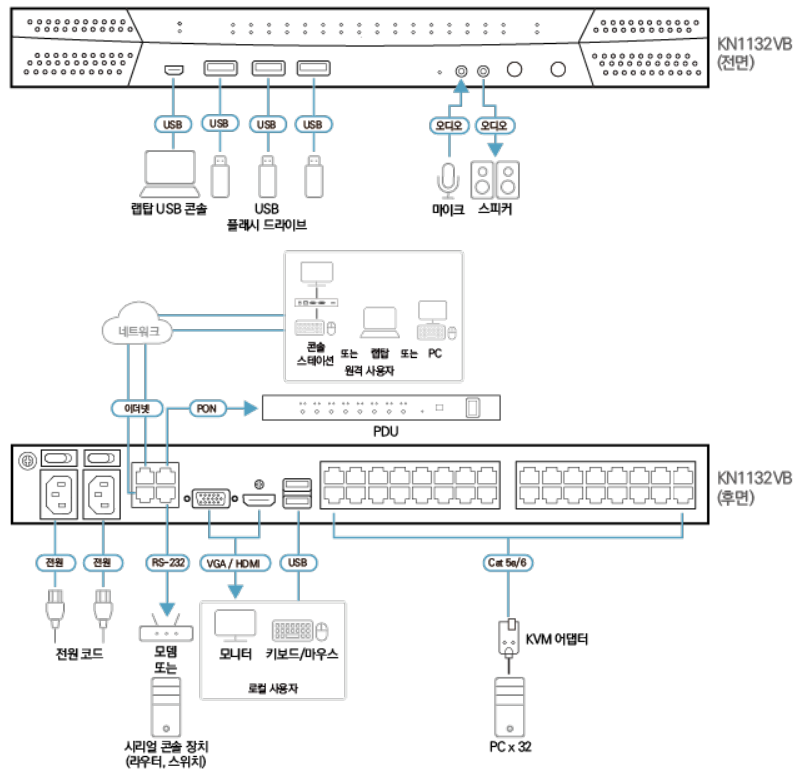 KN1132VB
(전면)
USB
USB
USB
USB
오디오
오디오
랩탑 USB 콘솔
USB
플래시 드라이브
마이크
스피커
네트워크
콘솔
스테이션
또는
랩탑
또는
PC
원격 사용자
이더넷
PON
PDU
KN1132VB
(후면)
전원
전원
RS-232
VGA / HDMI
USB
Cat 5e/6
전원 코드
모뎀
또는
시리얼 콘솔 장치
(라우터, 스위치)
모니터
키보드/마우스
로컬 사용자
KVM 어댑터
PC x 32